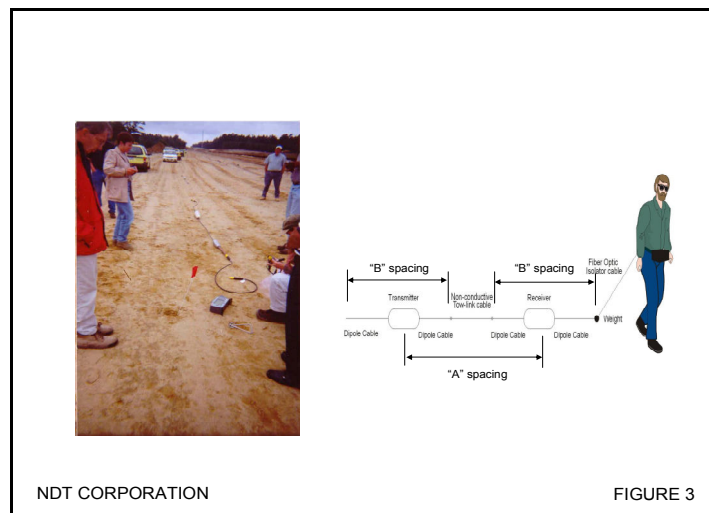 "B" spacing
"B" spacing
Fiber Optic
Isolator cable
Transmitter
Non-conductive
Tow-link cable
Receiver
Weight
Dipole Cable
Dipole Cable
Dipole Cable
Dipole Cable
"A" spacing
NDT CORPORATION
FIGURE 3